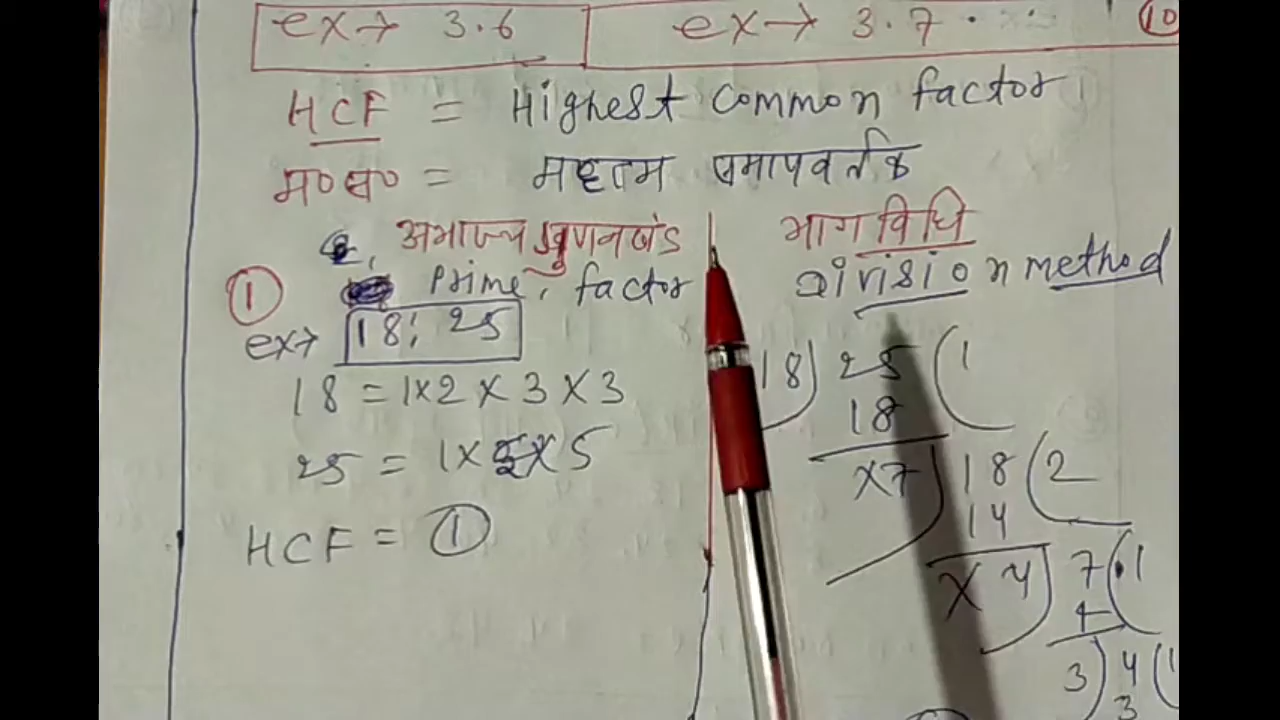 ex→ 3.6 ex→ 3.7 . 10
HCF = Highest common factor
म० स० = महत्तम समापवर्तक
अभाज्य गुणनखंड
① Prime, factor
ex→ 18; 25
18 = 1×2×3×3
25 = 1×5×5
HCF = ①
भाग विधि
Division method
18) 25 (1
18
×7) 18 (2
14
×4) 7 (1
4
3) 4 (1
3